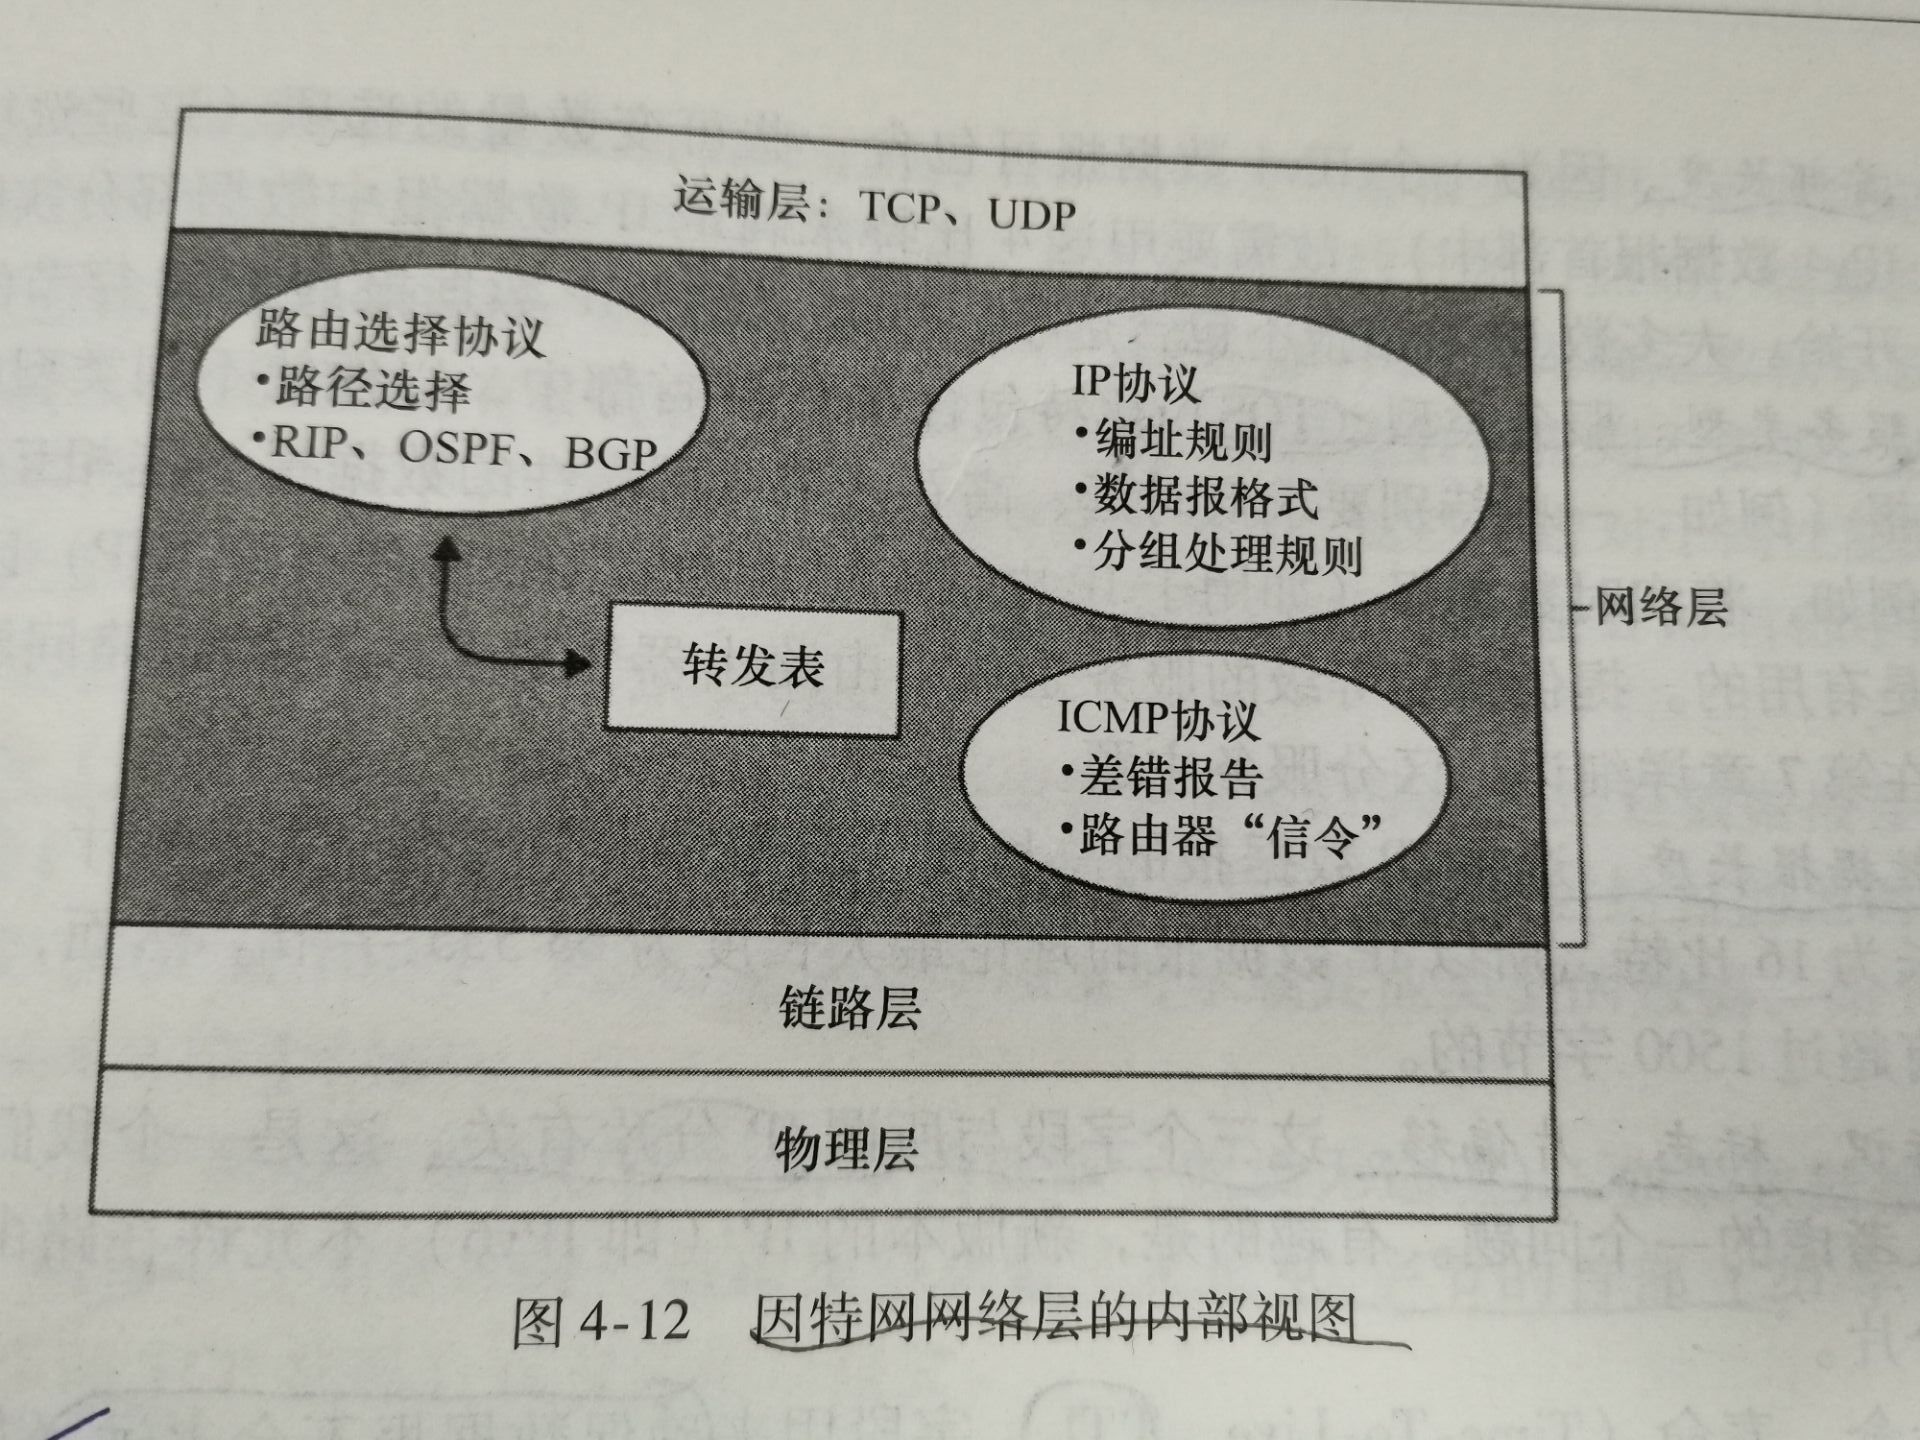 运输层：TCP、UDP
路由选择协议
•路径选择
•RIP、OSPF、BGP
IP协议
•编址规则
•数据报格式
•分组处理规则
网络层
转发表
ICMP协议
•差错报告
•路由器“信令”
链路层
物理层
图 4-12 因特网网络层的内部视图